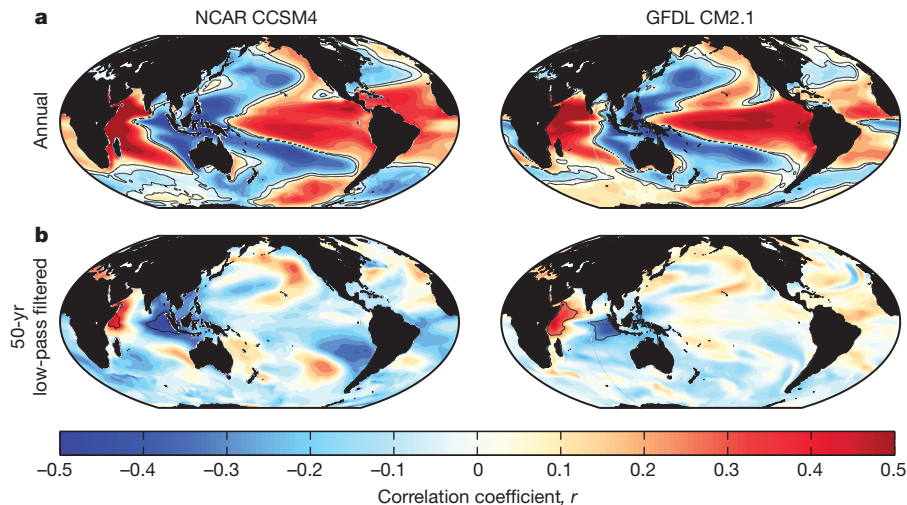 NCAR CCSM4
GFDL CM2.1
a
Annual
b
50-yr
low-pass filtered
−0.5 −0.4 −0.3 −0.2 −0.1 0 0.1 0.2 0.3 0.4 0.5
Correlation coefficient, r